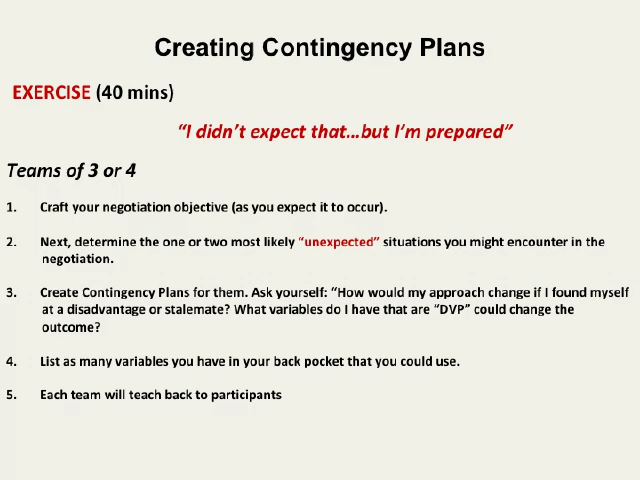 Creating Contingency Plans
EXERCISE (40 mins)
“I didn’t expect that…but I’m prepared”
Teams of 3 or 4
1. Craft your negotiation objective (as you expect it to occur).
2. Next, determine the one or two most likely “unexpected” situations you might encounter in the
negotiation.
3. Create Contingency Plans for them. Ask yourself: “How would my approach change if I found myself
at a disadvantage or stalemate? What variables do I have that are “DVP” could change the
outcome?
4. List as many variables you have in your back pocket that you could use.
5. Each team will teach back to participants